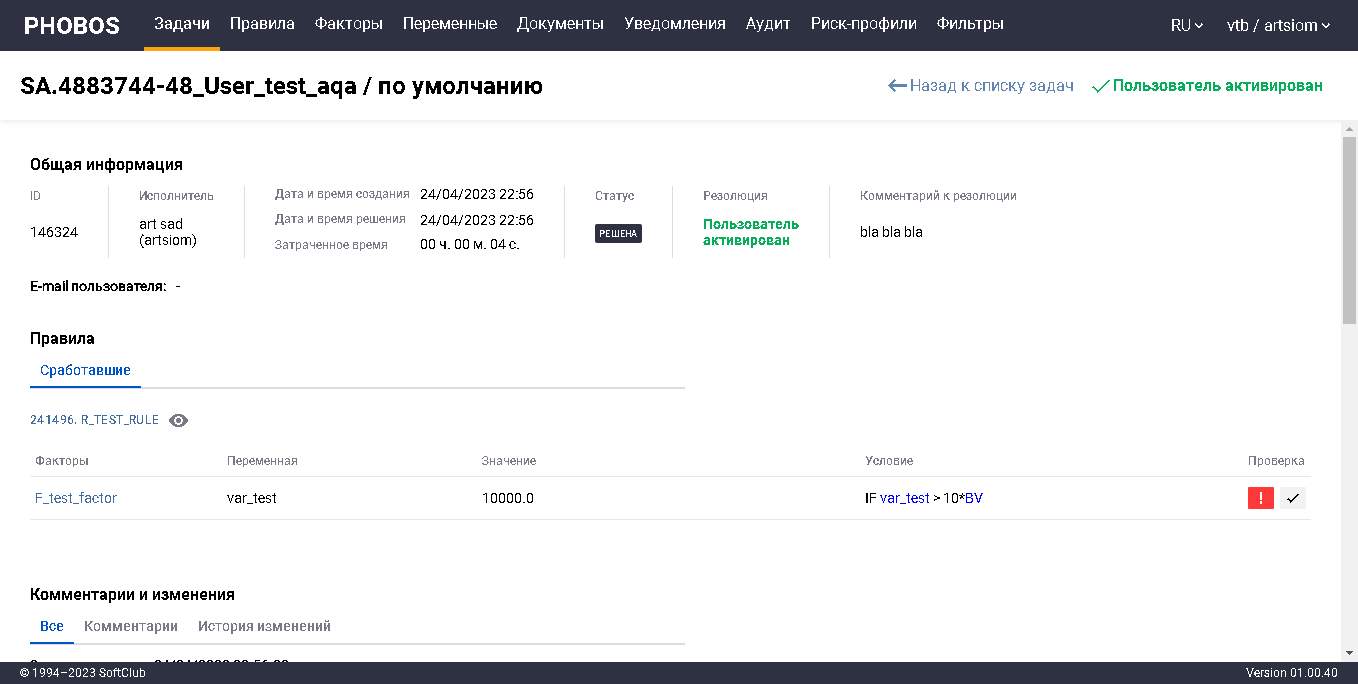 PHOBOS Задачи Правила Факторы Переменные Документы Уведомления Аудит Риск-профили Фильтры RU vtb / artsiom
SA.4883744-48_User_test_aqa / по умолчанию Назад к списку задач Пользователь активирован
Общая информация
ID Исполнитель Дата и время создания 24/04/2023 22:56 Статус Резолюция Комментарий к резолюции
146324 art sad Дата и время решения 24/04/2023 22:56 РЕШЕНА Пользователь bla bla bla
(artsiom) Затраченное время 00 ч. 00 м. 04 с. активирован
E-mail пользователя: -
Правила
Сработавшие
241496. R_TEST_RULE
Факторы Переменная Значение Условие Проверка
F_test_factor var_test 10000.0 IF var_test > 10*BV !
Комментарии и изменения
Все Комментарии История изменений
© 1994–2023 SoftClub Version 01.00.40